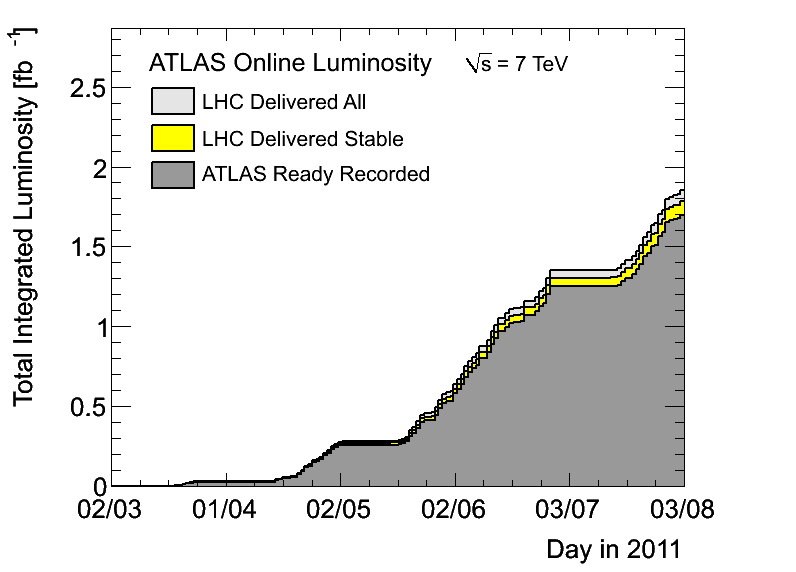 ATLAS Online Luminosity √s = 7 TeV
LHC Delivered All
LHC Delivered Stable
ATLAS Ready Recorded
Total Integrated Luminosity [fb⁻¹]
2.5
2
1.5
1
0.5
0
02/03 01/04 02/05 02/06 03/07 03/08
Day in 2011